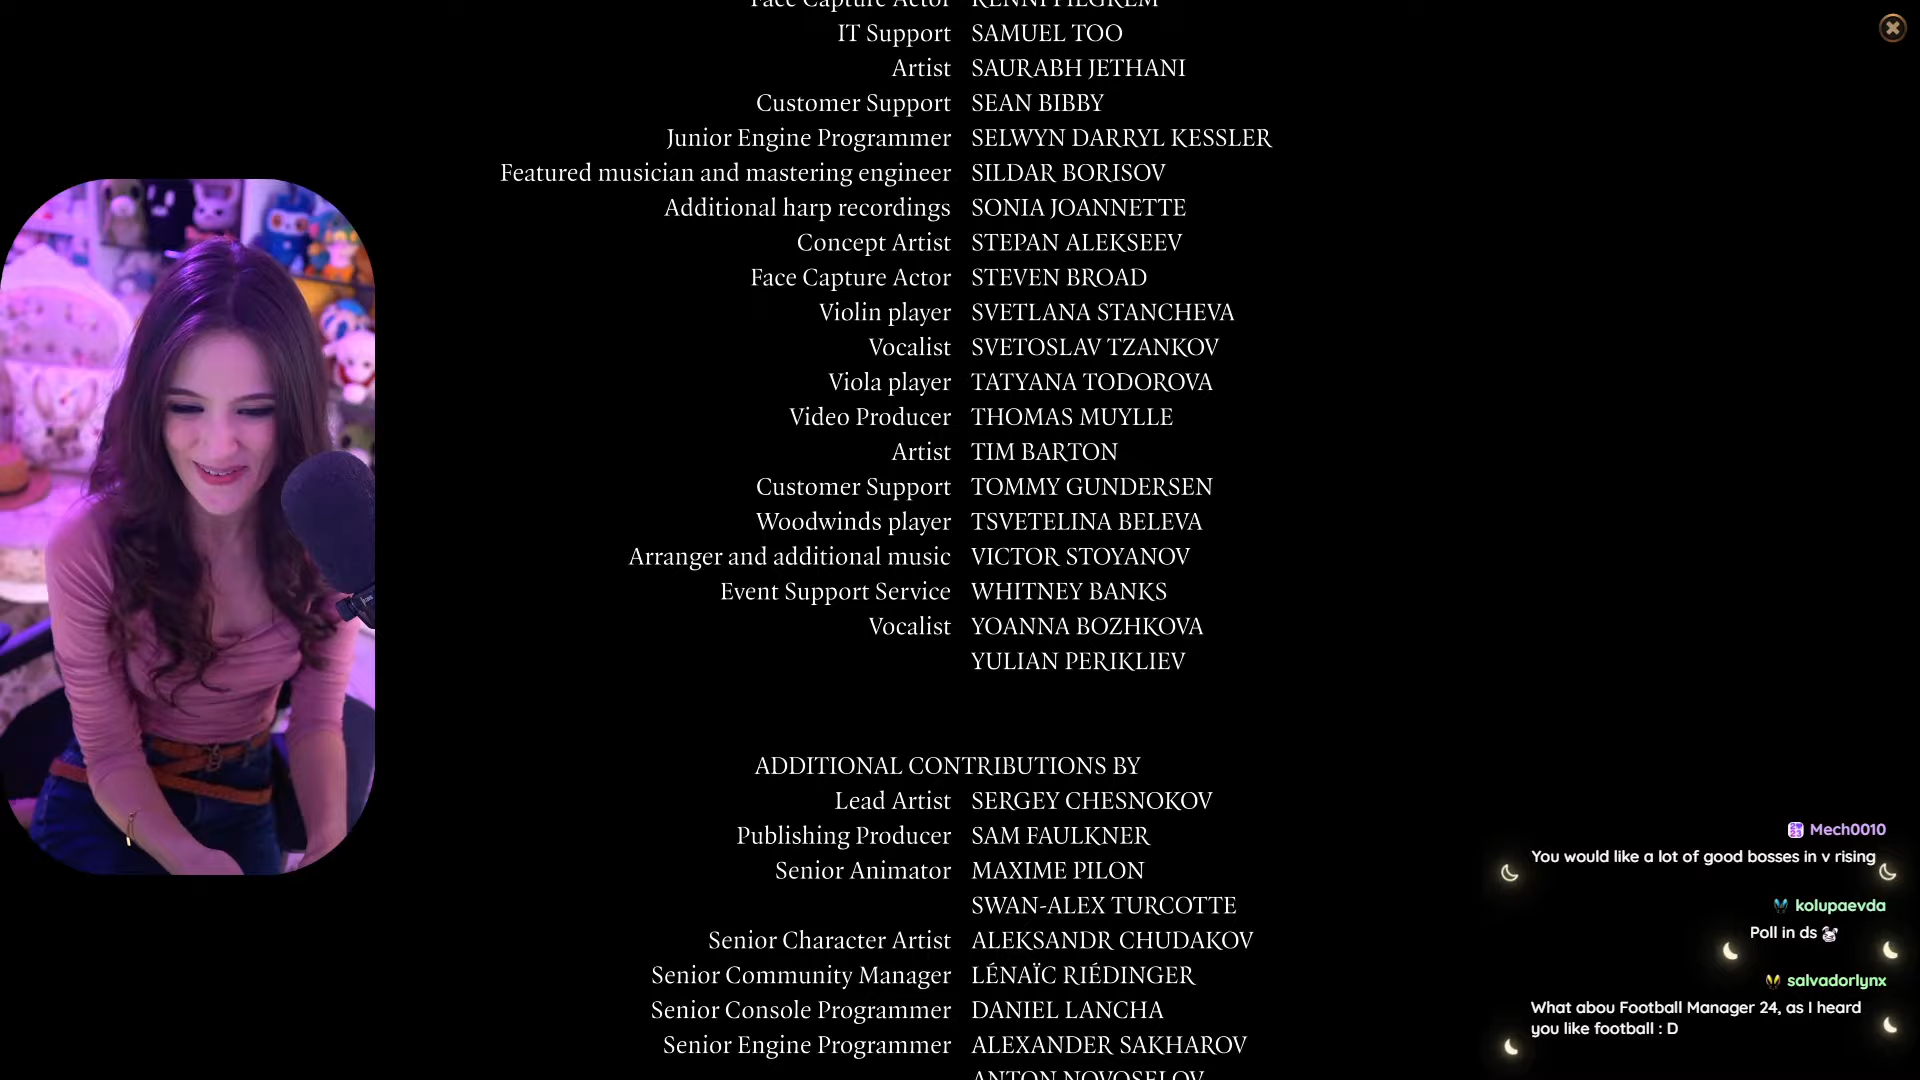 IT Support SAMUEL TOO
Artist SAURABH JETHANI
Customer Support SEAN BIBBY
Junior Engine Programmer SELWYN DARRYL KESSLER
Featured musician and mastering engineer SILDAR BORISOV
Additional harp recordings SONIA JOANNETTE
Concept Artist STEPAN ALEKSEEV
Face Capture Actor STEVEN BROAD
Violin player SVETLANA STANCHEVA
Vocalist SVETOSLAV TZANKOV
Viola player TATYANA TODOROVA
Video Producer THOMAS MUYLLE
Artist TIM BARTON
Customer Support TOMMY GUNDERSEN
Woodwinds player TSVETELINA BELEVA
Arranger and additional music VICTOR STOYANOV
Event Support Service WHITNEY BANKS
Vocalist YOANNA BOZHKOVA
YULIAN PERIKLIEV
ADDITIONAL CONTRIBUTIONS BY
Lead Artist SERGEY CHESNOKOV
Publishing Producer SAM FAULKNER
Senior Animator MAXIME PILON
SWAN-ALEX TURCOTTE
Senior Character Artist ALEKSANDR CHUDAKOV
Senior Community Manager LÉNAÏC RIÉDINGER
Senior Console Programmer DANIEL LANCHA
Senior Engine Programmer ALEXANDER SAKHAROV
Mech0010
You would like a lot of good bosses in v rising
kolupaevda
Poll in ds
salvadorlynx
What abou Football Manager 24, as I heard
you like football : D